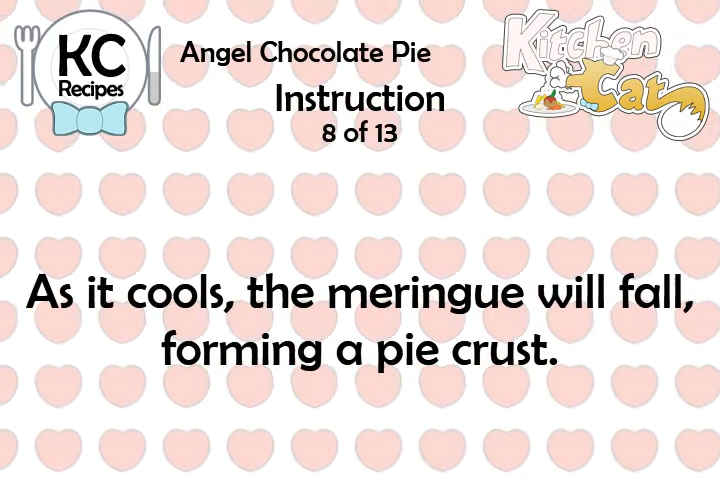 KC
Recipes
Angel Chocolate Pie
Kitchen
Cat
Instruction
8 of 13
As it cools, the meringue will fall,
forming a pie crust.